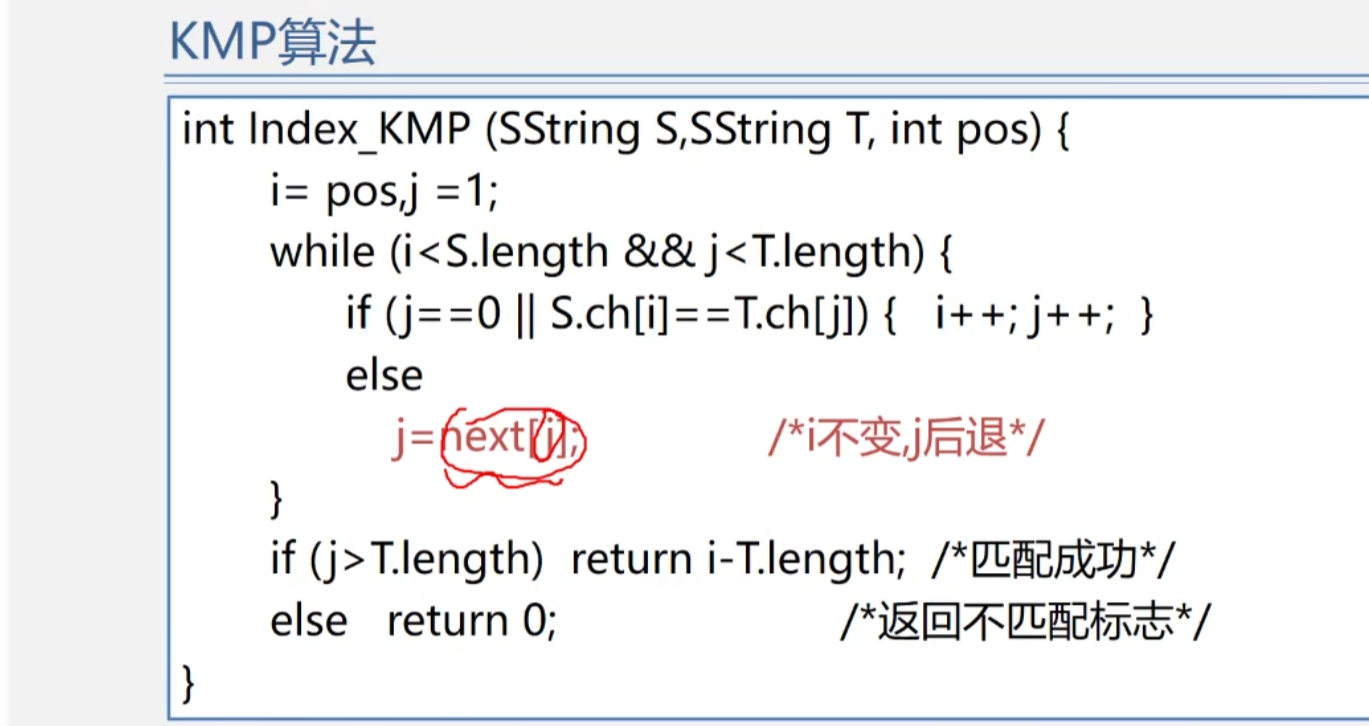 KMP算法
int Index_KMP (SString S,SString T, int pos) {
i= pos,j =1;
while (i<S.length && j<T.length) {
if (j==0 || S.ch[i]==T.ch[j]) { i++; j++; }
else
j=next[j]; /*i不变,j后退*/
}
if (j>T.length) return i-T.length; /*匹配成功*/
else return 0; /*返回不匹配标志*/
}